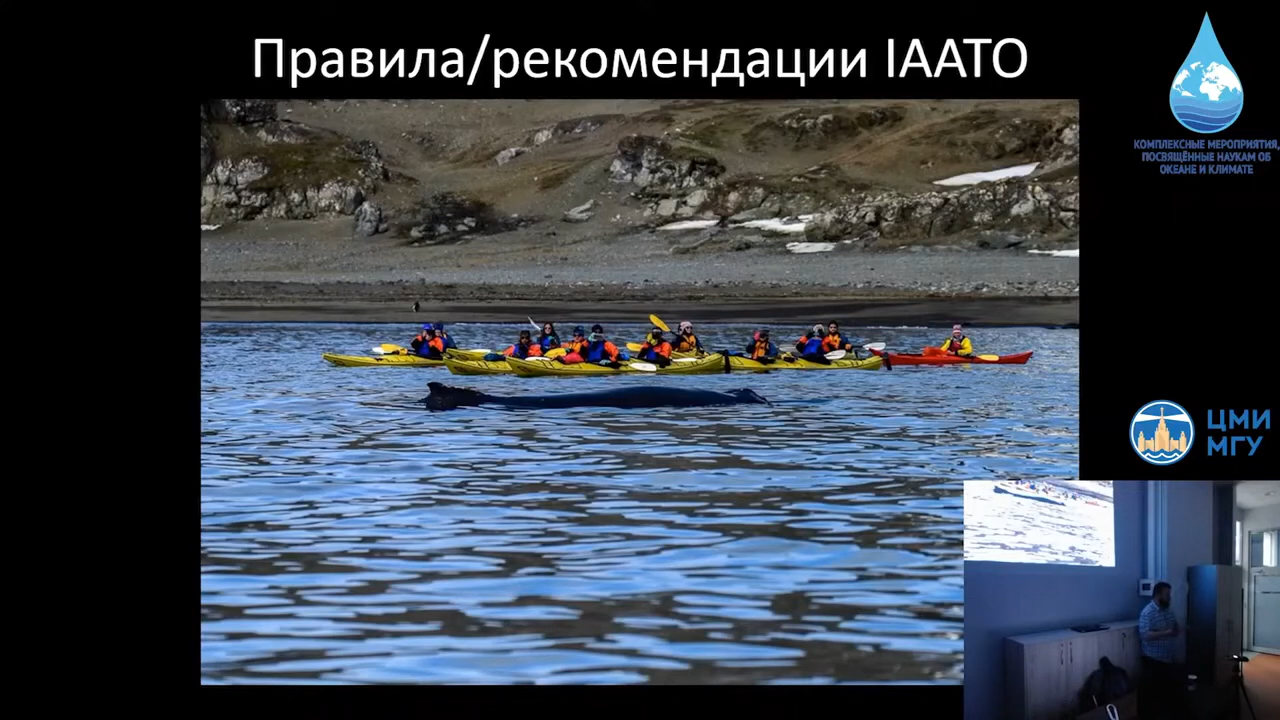 Правила/рекомендации IAATO
КОМПЛЕКСНЫЕ МЕРОПРИЯТИЯ,
ПОСВЯЩЁННЫЕ НАУКАМ ОБ
ОКЕАНЕ И КЛИМАТЕ
ЦМИ
МГУ